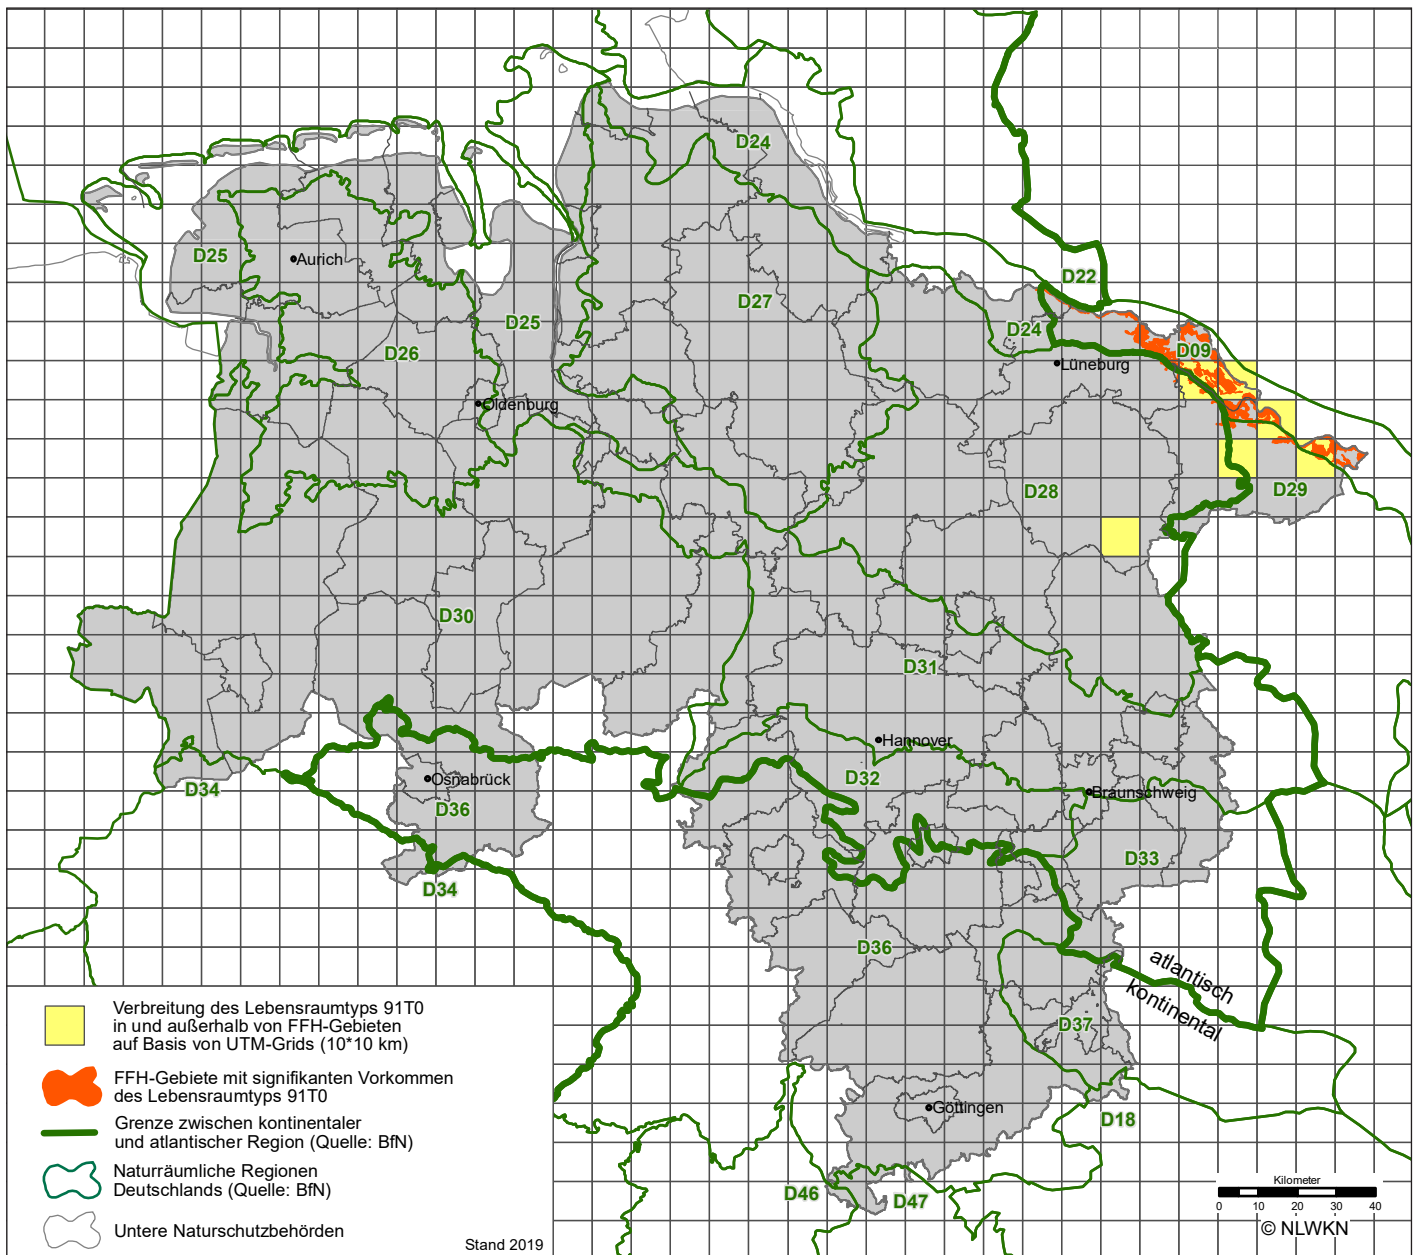 D24
D25
Aurich
D22
D27
D25
D24
D26
D09
Lüneburg
Oldenburg
D28
D29
D30
D31
Hannover
D32
Osnabrück
D34
D36
Braunschweig
D33
D34
D36
atlantisch
kontinental
D37
Göttingen
D18
D46
D47
Verbreitung des Lebensraumtyps 91T0
in und außerhalb von FFH-Gebieten
auf Basis von UTM-Grids (10*10 km)
FFH-Gebiete mit signifikanten Vorkommen
des Lebensraumtyps 91T0
Grenze zwischen kontinentaler
und atlantischer Region (Quelle: BfN)
Naturräumliche Regionen
Deutschlands (Quelle: BfN)
Untere Naturschutzbehörden
Stand 2019
Kilometer
0 10 20 30 40
© NLWKN